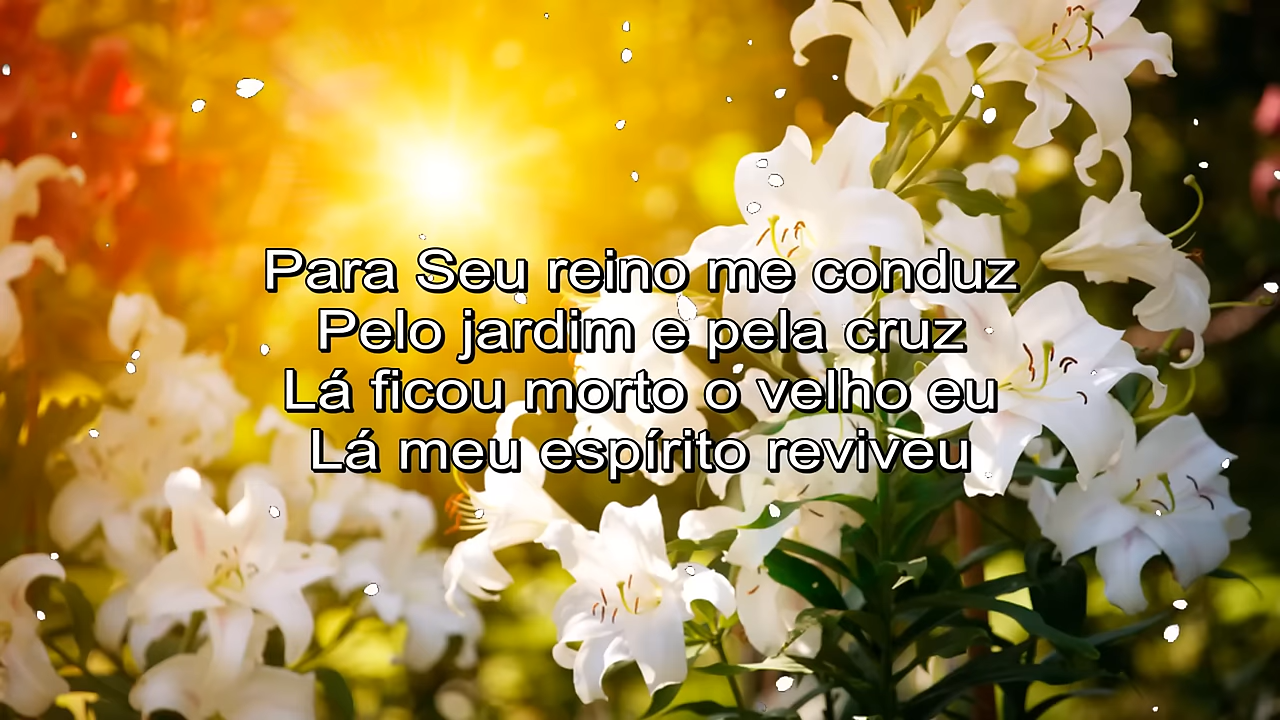 Para Seu reino me conduz
Pelo jardim e pela cruz
Lá ficou morto o velho eu
Lá meu espírito reviveu